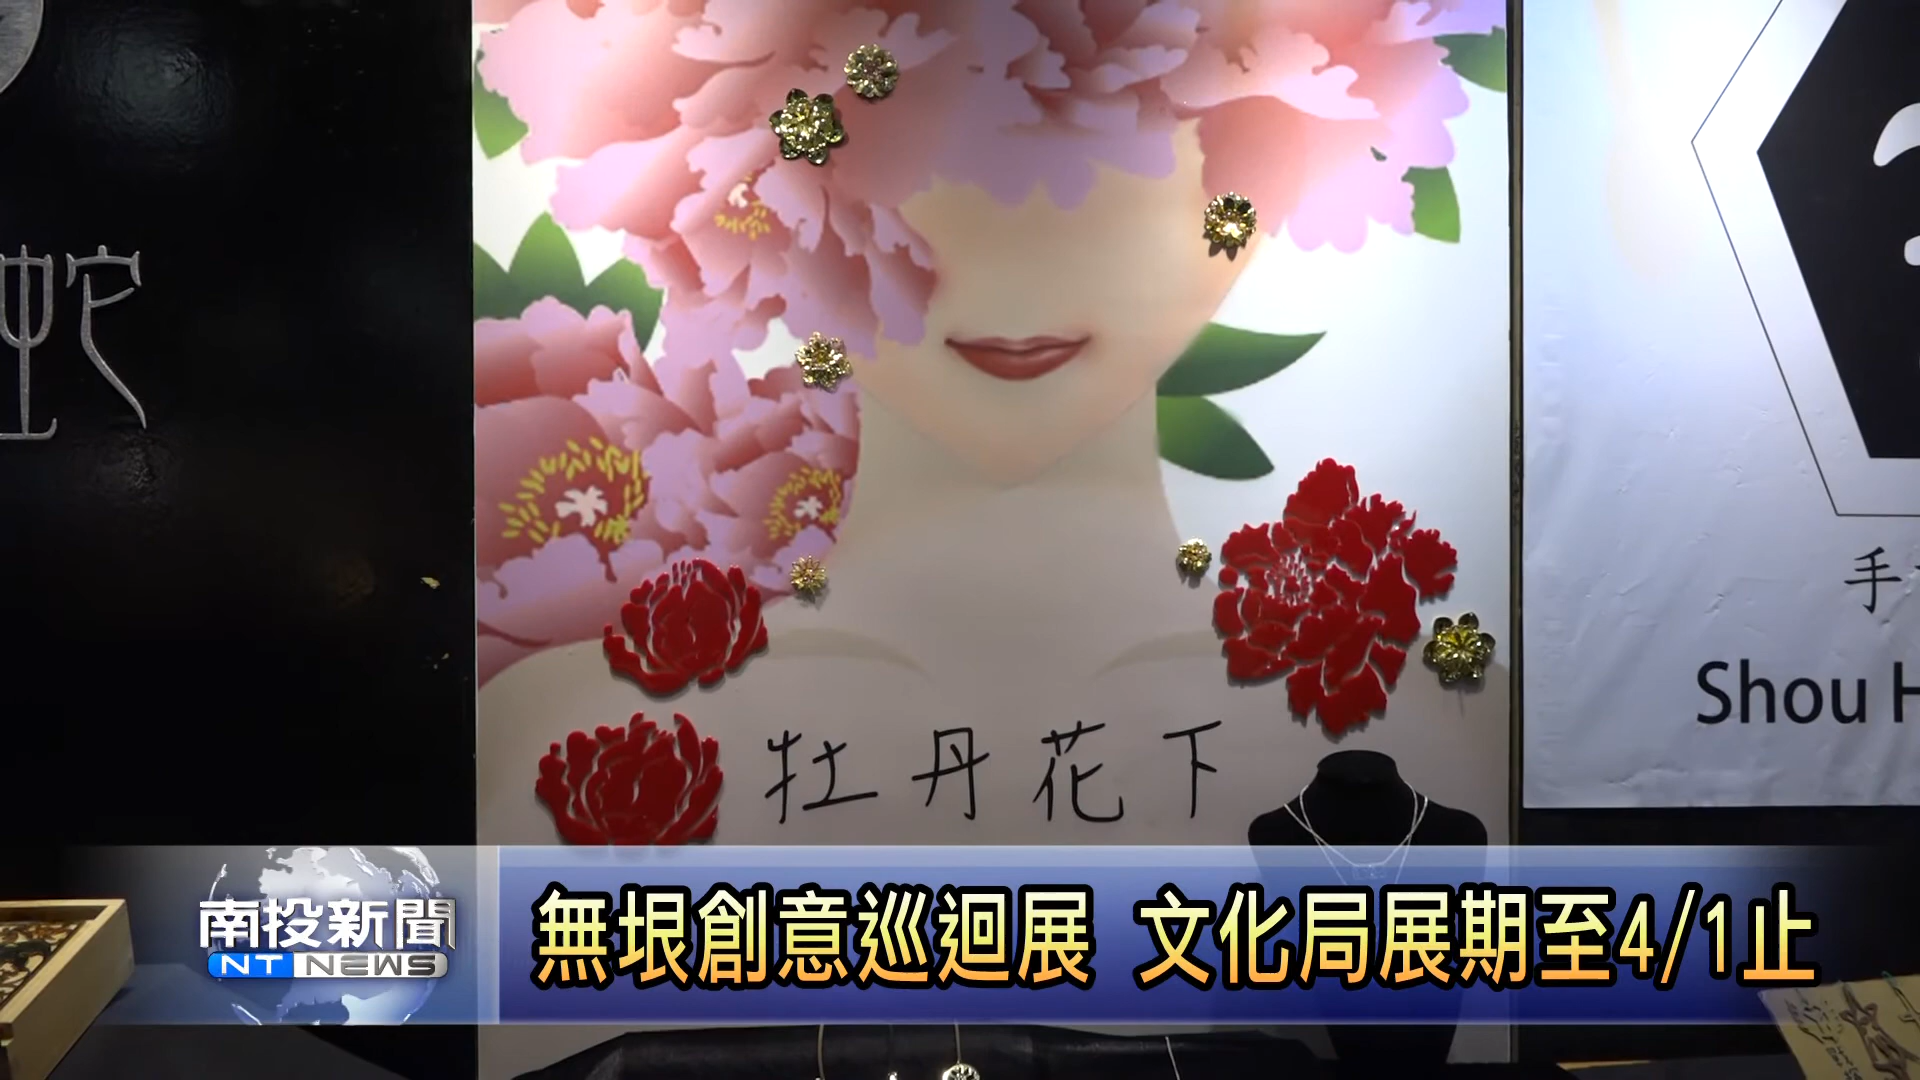 蛇
牡丹花下
手
Shou H
南投新聞
NT NEWS
無垠創意巡迴展 文化局展期至4/1止